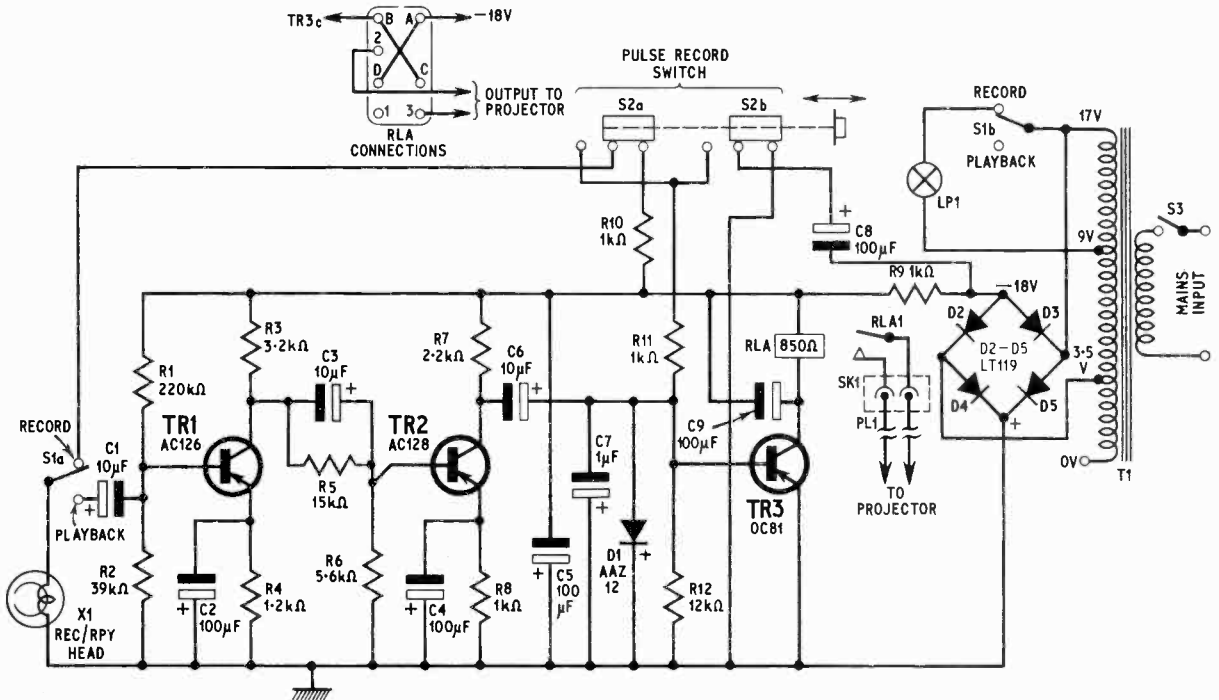 TR3c
B
A
—18V
2
D
C
OUTPUT TO
PROJECTOR
1
3
RLA
CONNECTIONS
PULSE RECORD
SWITCH
S2a
S2b
RECORD
17V
S1b
PLAYBACK
LP1
9V
S3
MAINS
INPUT
3·5
V
0V
T1
R10
1kΩ
+
C8
100μF
R9 1kΩ
—18V
D2
D3
D2–D5
LT119
D4
D5
+
RLA1
SK1
PL1
TO
PROJECTOR
R1
220kΩ
R3
3·2kΩ
C3
10μF
+
R7
2·2kΩ
C6
10μF
+
R11
1kΩ
RLA
850Ω
C9
100μF
RECORD
S1a
C1
10μF
+
PLAYBACK
TR1
AC126
R5
15kΩ
TR2
AC128
C7
1μF
+
TR3
OC81
R2
39kΩ
C2
100μF
+
R4
1·2kΩ
R6
5·6kΩ
C4
100μF
+
R8
1kΩ
C5
100
μF
+
D1
AAZ
12
+
R12
12kΩ
X1
REC/RPY
HEAD